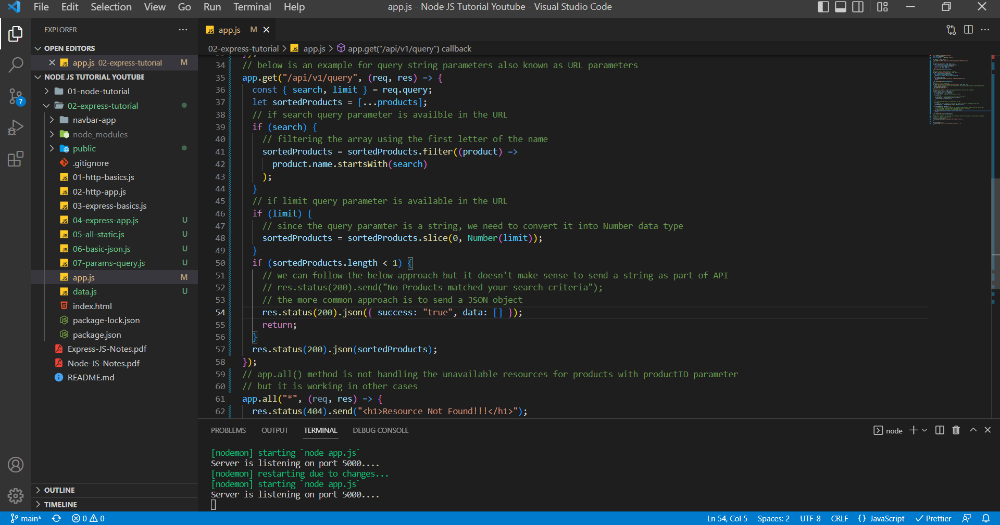 File Edit Selection View Go Run Terminal Help
app.js - Node JS Tutorial Youtube - Visual Studio Code
EXPLORER
OPEN EDITORS
app.js 02-express-tutorial M
NODE JS TUTORIAL YOUTUBE
01-node-tutorial
02-express-tutorial
navbar-app
node_modules
public
.gitignore
01-http-basics.js
02-http-app.js
03-express-basics.js
04-express-app.js U
05-all-static.js U
06-basic-json.js U
07-params-query.js U
app.js M
data.js U
index.html
package-lock.json
package.json
Express-JS-Notes.pdf
Node-JS-Notes.pdf
README.md
OUTLINE
TIMELINE
7
app.js M
02-express-tutorial > app.js > app.get("/api/v1/query") callback
34 // below is an example for query string parameters also known as URL parameters
35 app.get("/api/v1/query", (req, res) => {
36 const { search, limit } = req.query;
37 let sortedProducts = [...products];
38 // if search query parameter is availble in the URL
39 if (search) {
40 // filtering the array using the first letter of the name
41 sortedProducts = sortedProducts.filter((product) =>
42 product.name.startsWith(search)
43 );
44 }
45 // if limit query parameter is available in the URL
46 if (limit) {
47 // since the query paramter is a string, we need to convert it into Number data type
48 sortedProducts = sortedProducts.slice(0, Number(limit));
49 }
50 if (sortedProducts.length < 1) {
51 // we can follow the below approach but it doesn't make sense to send a string as part of API
52 // res.status(200).send("No Products matched your search criteria");
53 // the more common approach is to send a JSON object
54 res.status(200).json({ success: "true", data: [] });
55 return;
56 }
57 res.status(200).json(sortedProducts);
58 });
59 // app.all() method is not handling the unavailable resources for products with productID parameter
60 // but it is working in other cases
61 app.all("*", (req, res) => {
62 res.status(404).send("<h1>Resource Not Found!!!</h1>");
PROBLEMS OUTPUT TERMINAL DEBUG CONSOLE
node
[nodemon] starting `node app.js`
Server is listening on port 5000....
[nodemon] restarting due to changes...
[nodemon] starting `node app.js`
Server is listening on port 5000....
main* 0 0
Ln 54, Col 5 Spaces: 2 UTF-8 CRLF {} JavaScript Prettier